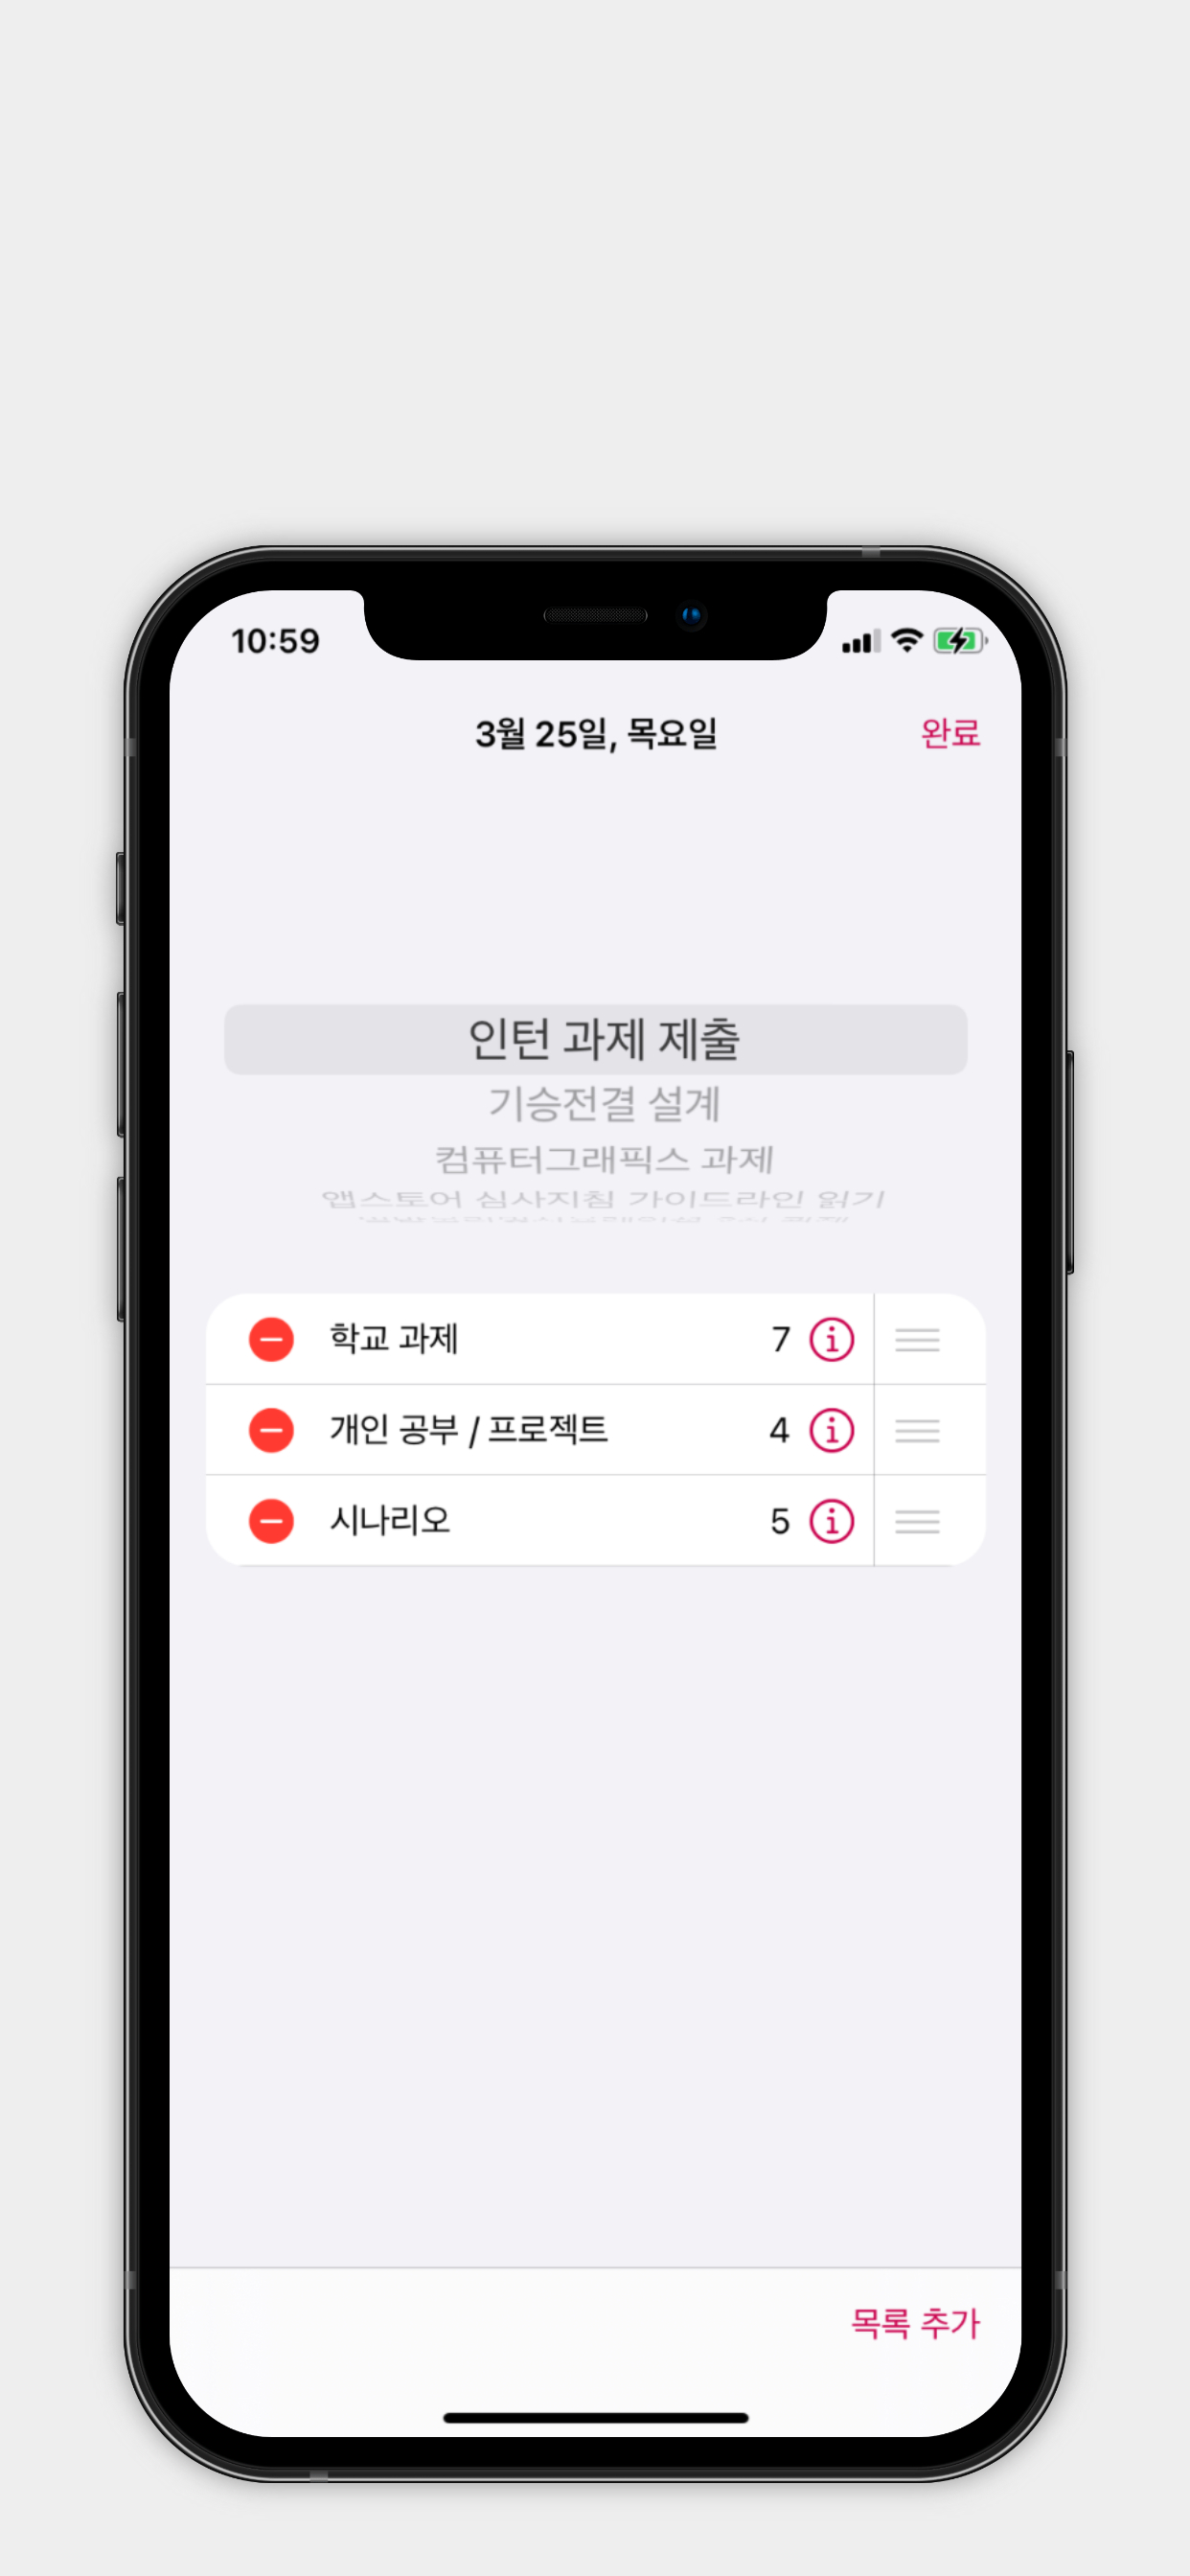 10:59
3월 25일, 목요일
완료
인턴 과제 제출
기승전결 설계
컴퓨터그래픽스 과제
앱스토어 심사지침 가이드라인 읽기
학교 과제 7
개인 공부 / 프로젝트 4
시나리오 5
목록 추가